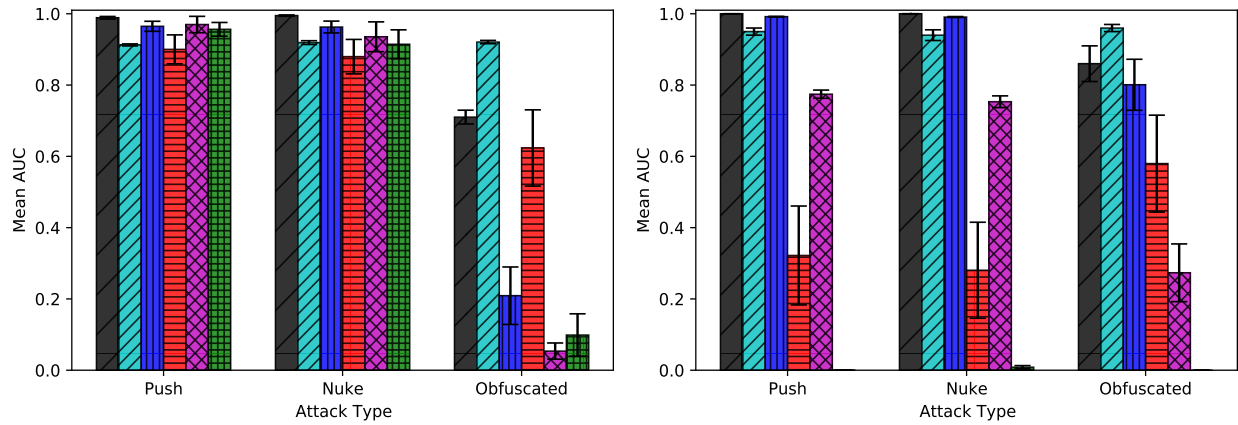 1.0
0.8
0.6
0.4
0.2
0.0
Mean AUC
Push
Nuke
Obfuscated
Attack Type
1.0
0.8
0.6
0.4
0.2
0.0
Mean AUC
Push
Nuke
Obfuscated
Attack Type